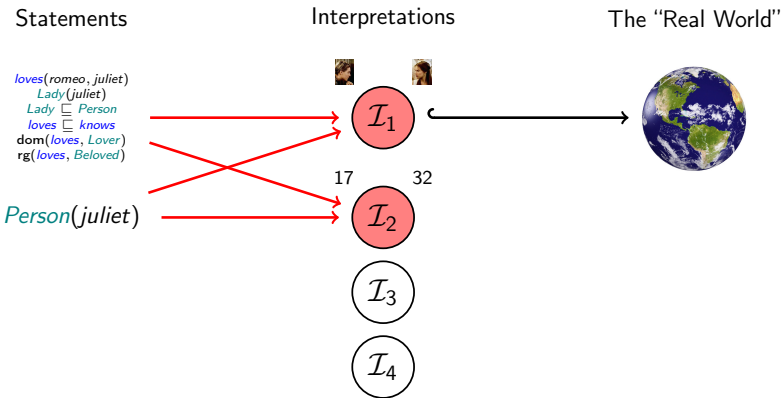 Statements
Interpretations
The “Real World”
loves(romeo, juliet)
Lady(juliet)
Lady ⊑ Person
loves ⊑ knows
dom(loves, Lover)
rg(loves, Beloved)
Person(juliet)
ℐ₁
17 32
ℐ₂
ℐ₃
ℐ₄